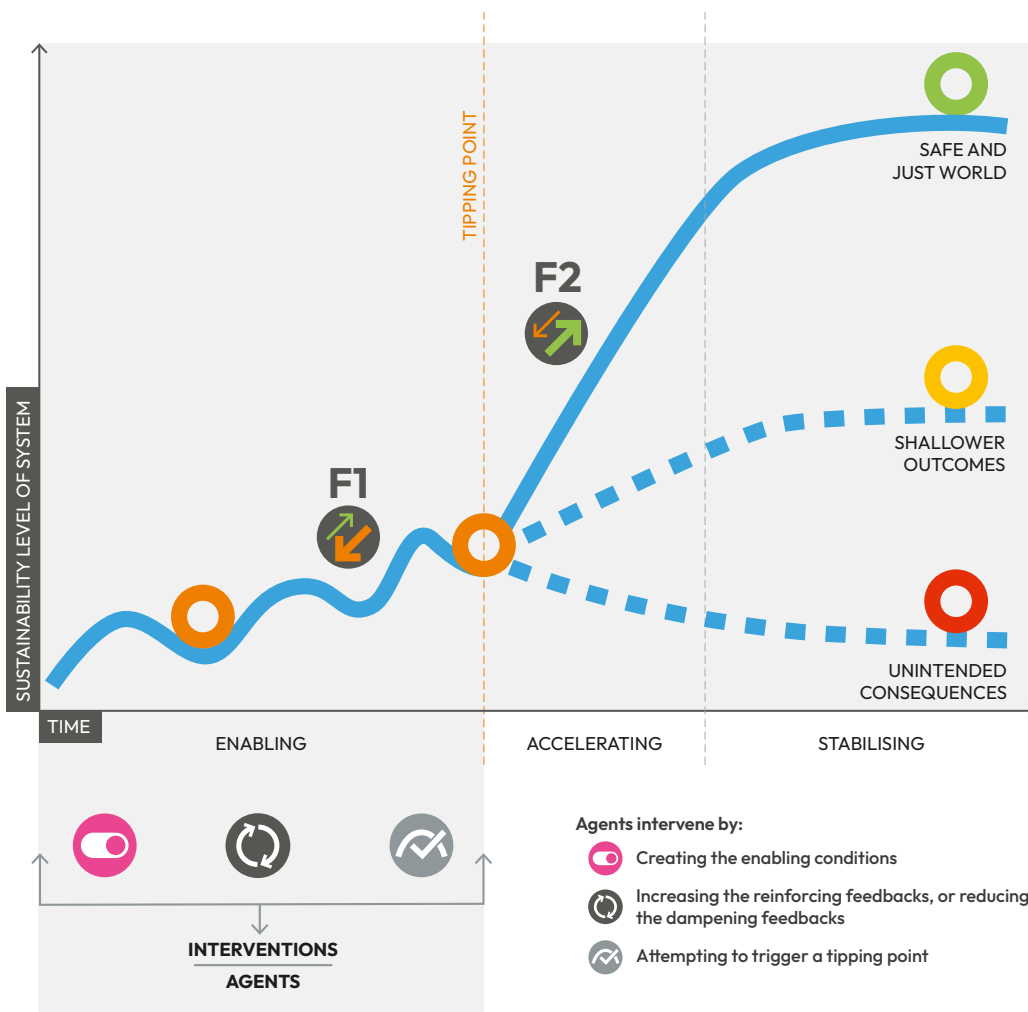 TIPPING POINT
SAFE AND
JUST WORLD
F2
SHALLOWER
OUTCOMES
F1
SUSTAINABILITY LEVEL OF SYSTEM
UNINTENDED
CONSEQUENCES
TIME
ENABLING
ACCELERATING
STABILISING
Agents intervene by:
Creating the enabling conditions
Increasing the reinforcing feedbacks, or reducing
the dampening feedbacks
Attempting to trigger a tipping point
INTERVENTIONS
AGENTS